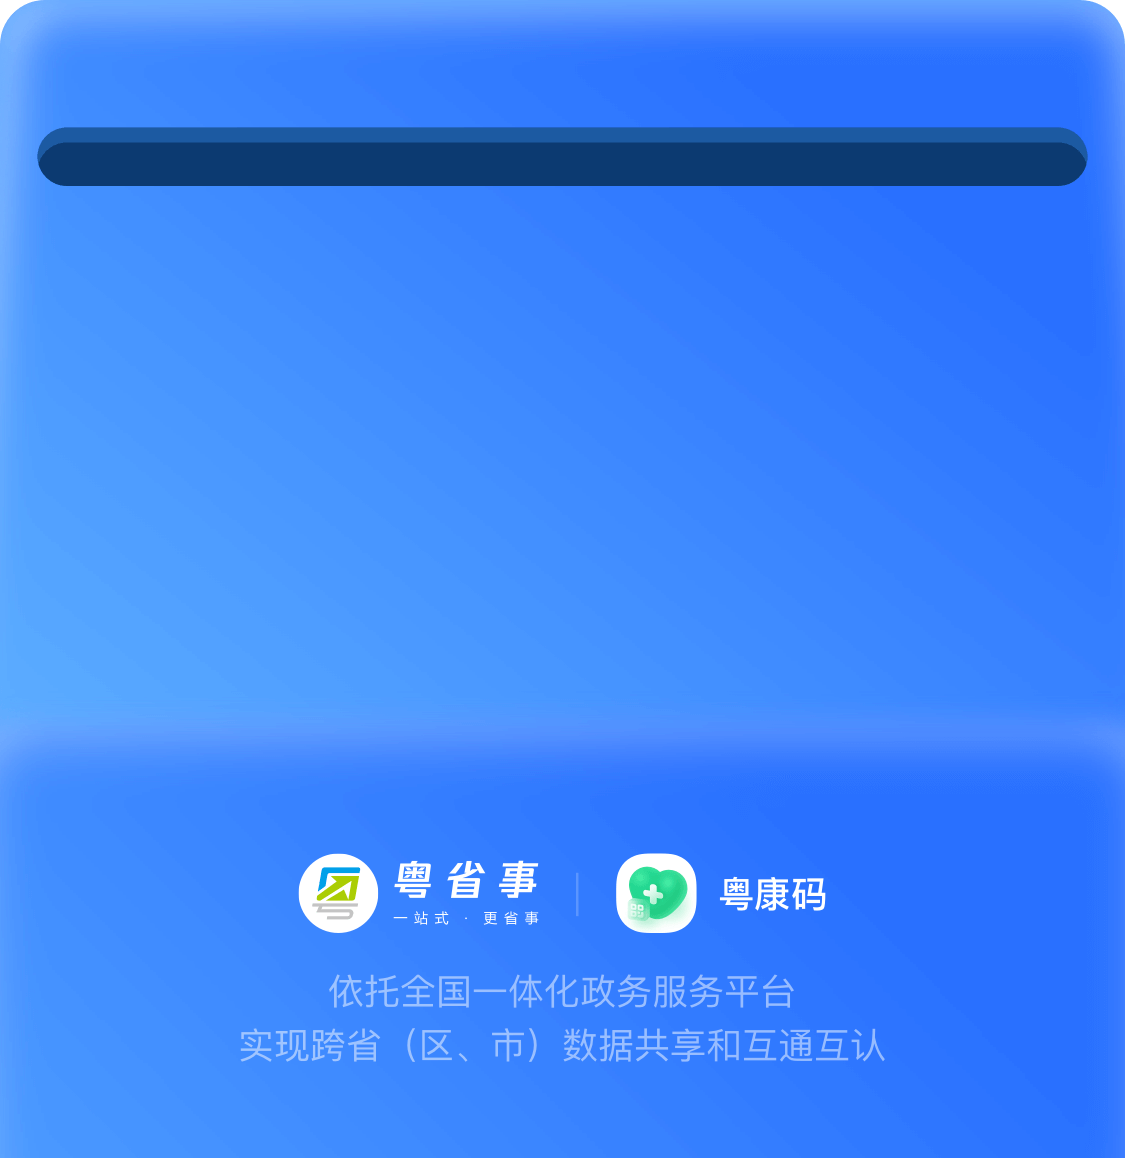 粤省事
一站式 · 更省事
粤康码
依托全国一体化政务服务平台
实现跨省（区、市）数据共享和互通互认